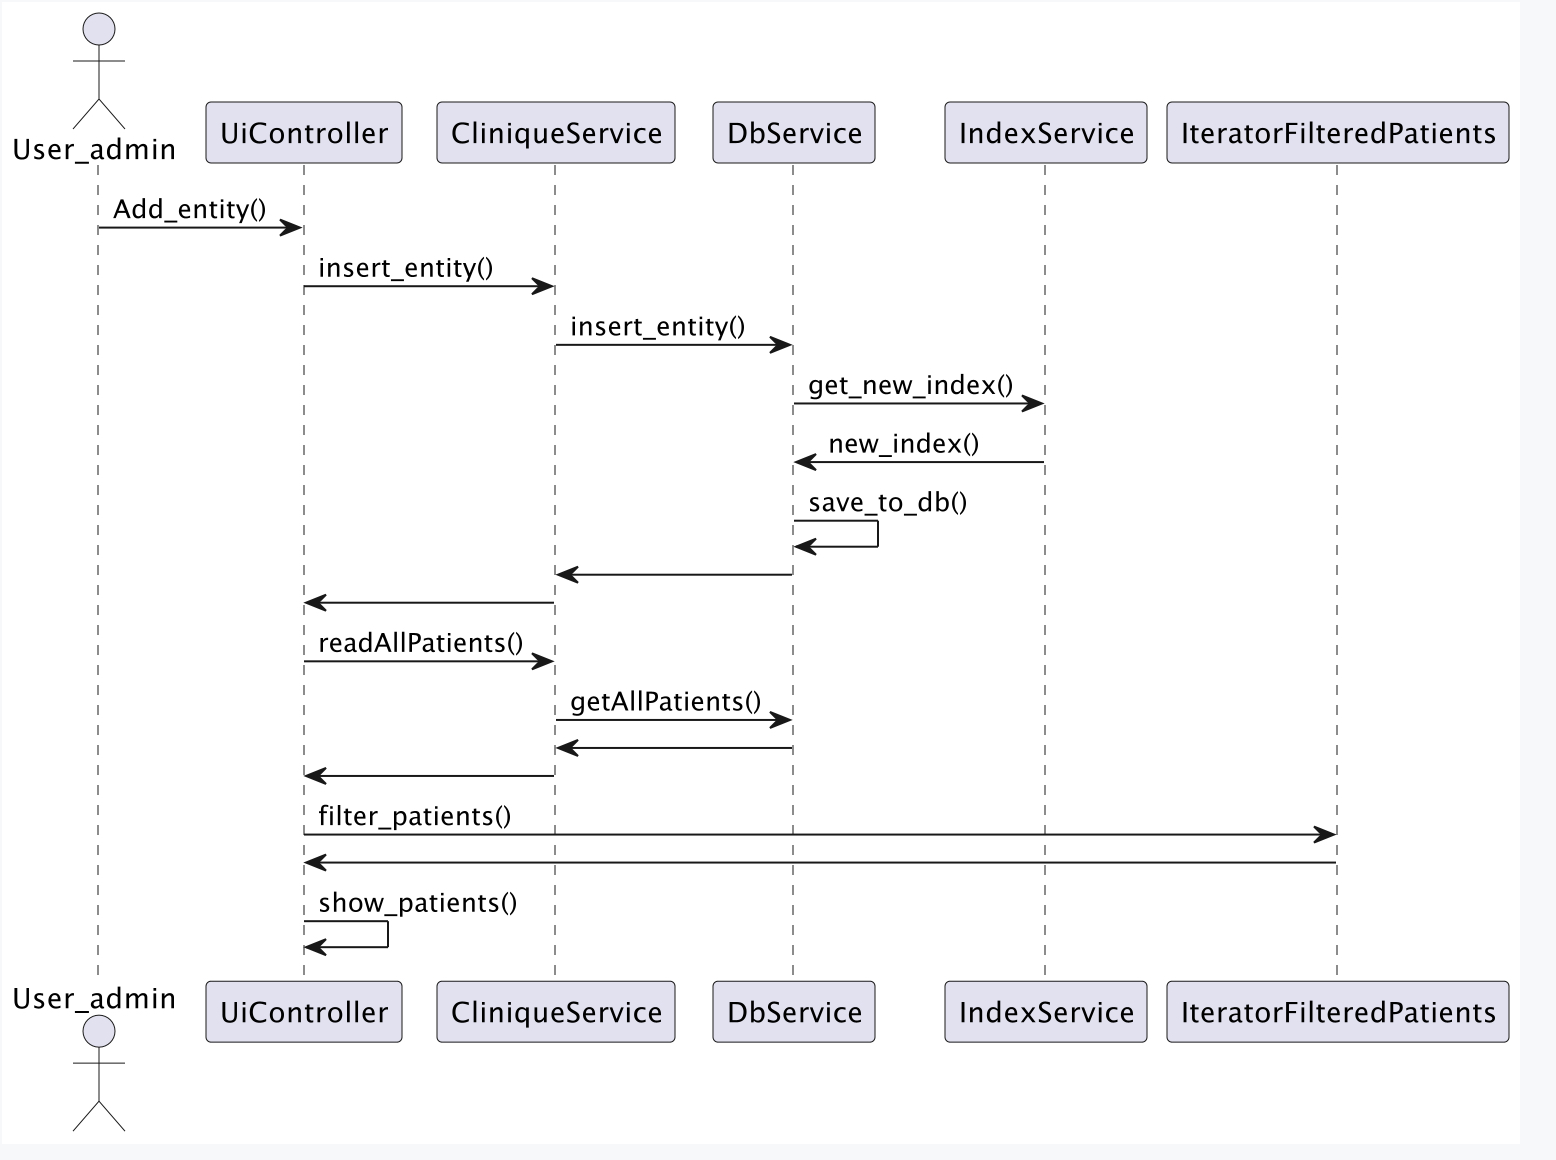 User_admin
UiController
CliniqueService
DbService
IndexService
IteratorFilteredPatients
Add_entity()
insert_entity()
insert_entity()
get_new_index()
new_index()
save_to_db()
readAllPatients()
getAllPatients()
filter_patients()
show_patients()
User_admin
UiController
CliniqueService
DbService
IndexService
IteratorFilteredPatients